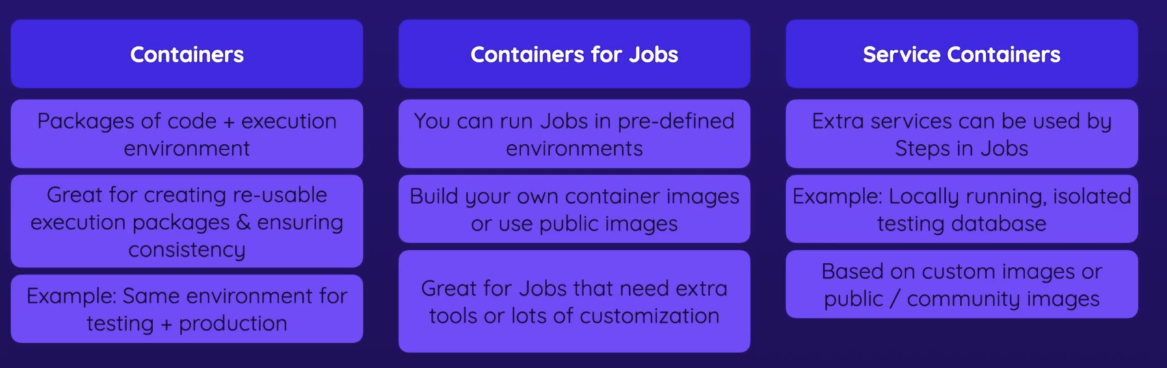 Containers
Packages of code + execution
environment
Great for creating re-usable
execution packages & ensuring
consistency
Example: Same environment for
testing + production
Containers for Jobs
You can run Jobs in pre-defined
environments
Build your own container images
or use public images
Great for Jobs that need extra
tools or lots of customization
Service Containers
Extra services can be used by
Steps in Jobs
Example: Locally running, isolated
testing database
Based on custom images or
public / community images